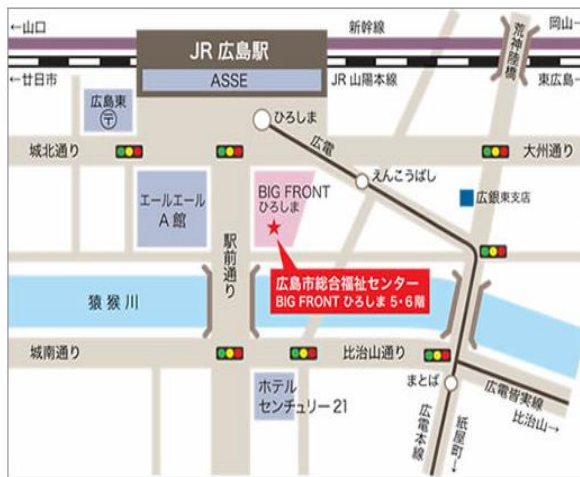 ←山口
新幹線
岡山→
JR 広島駅
ASSE
←廿日市
JR 山陽本線
東広島→
荒神陸橋
広島東
〒
ひろしま
広電
城北通り
大州通り
えんこうばし
エールエール
A 館
BIG FRONT
ひろしま
広銀東支店
駅前通り
広島市総合福祉センター
BIG FRONT ひろしま 5・6階
猿猴川
城南通り
比治山通り
まとば
ホテル
センチュリー21
広電皆実線
比治山→
広電本線
紙屋町→